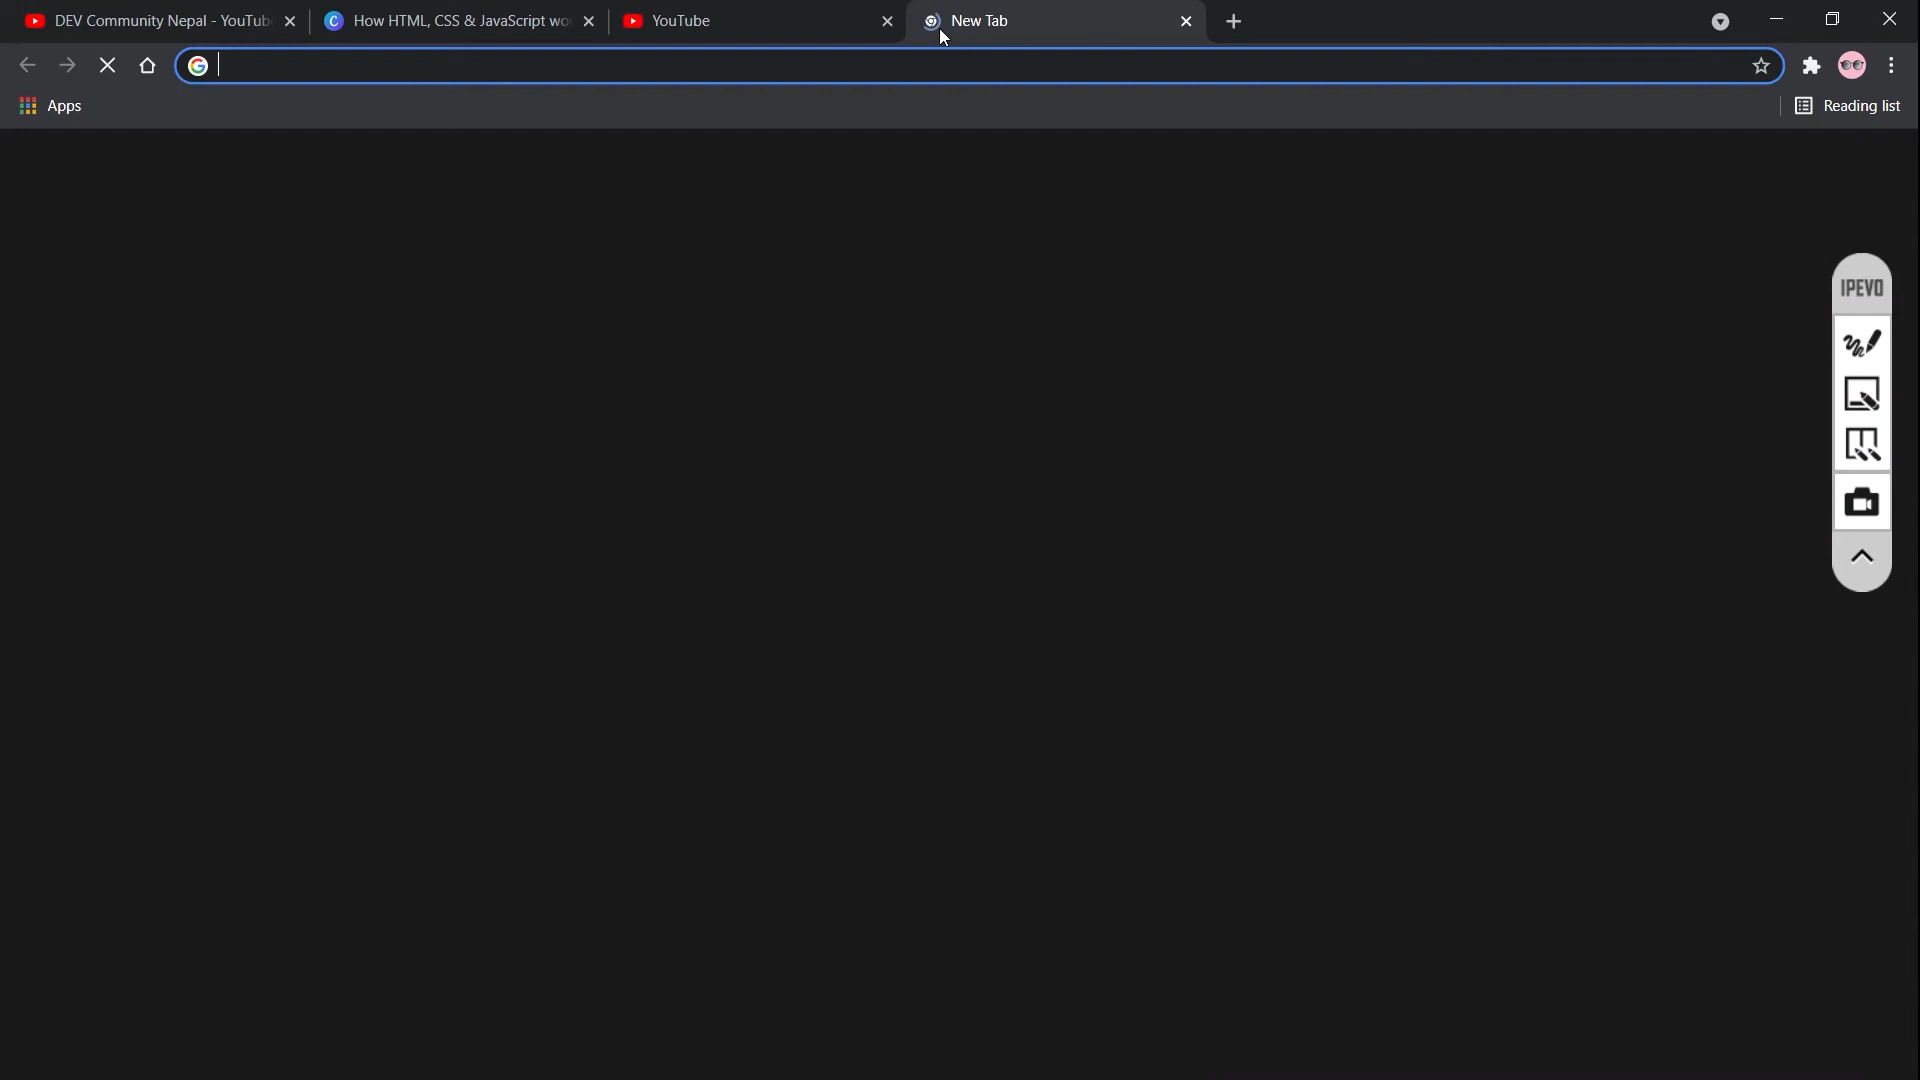 DEV Community Nepal - YouTub
How HTML, CSS & JavaScript wo
YouTube
New Tab
Apps
Reading list
IPEVO